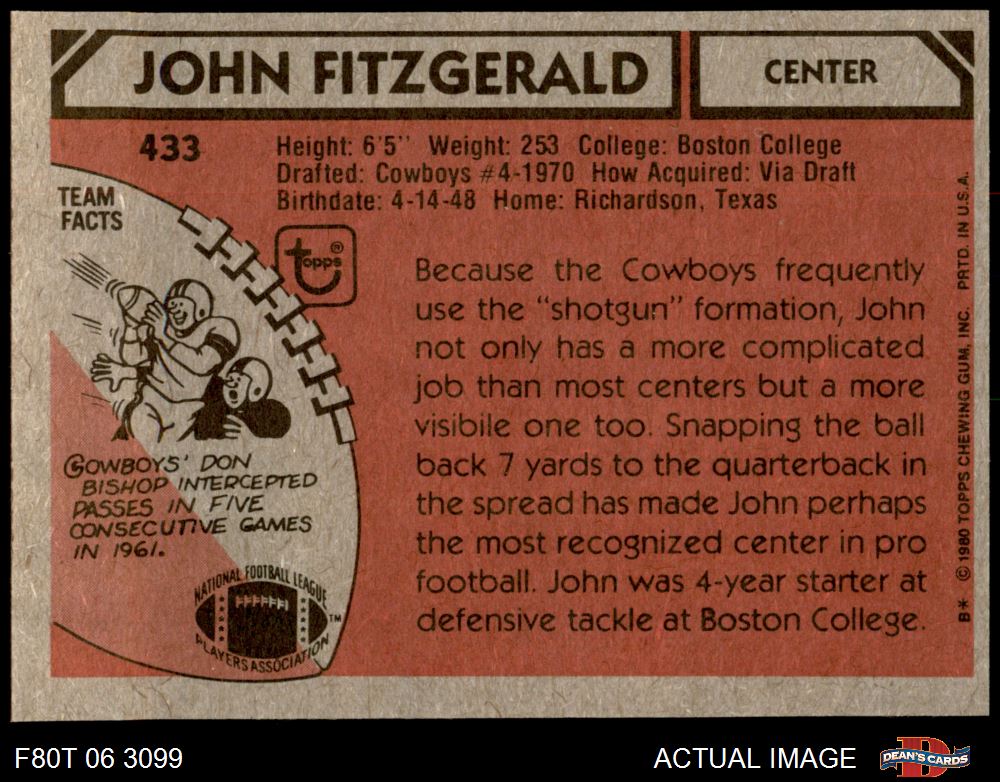 JOHN FITZGERALD
CENTER
433
Height: 6'5" Weight: 253 College: Boston College
Drafted: Cowboys #4-1970 How Acquired: Via Draft
Birthdate: 4-14-48 Home: Richardson, Texas
TEAM
FACTS
topps®
Because the Cowboys frequently
use the "shotgun" formation, John
not only has a more complicated
job than most centers but a more
visibile one too. Snapping the ball
back 7 yards to the quarterback in
the spread has made John perhaps
the most recognized center in pro
football. John was 4-year starter at
defensive tackle at Boston College.
COWBOYS' DON
BISHOP INTERCEPTED
PASSES IN FIVE
CONSECUTIVE GAMES
IN 1961.
NATIONAL FOOTBALL LEAGUE
PLAYERS ASSOCIATION
TM
B* © 1980 TOPPS CHEWING GUM, INC. PRTD. IN U.S.A.
F80T 06 3099
ACTUAL IMAGE
DEAN'S CARDS